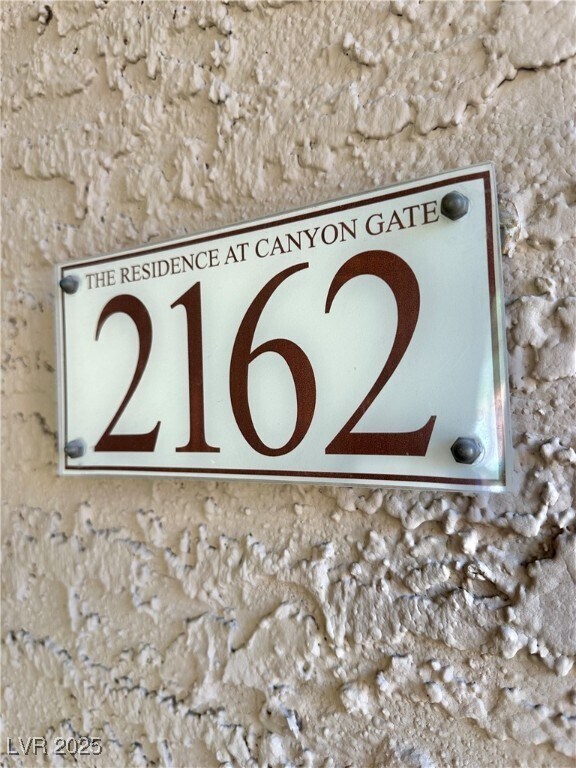 THE RESIDENCE AT CANYON GATE
2162
LVR 2025